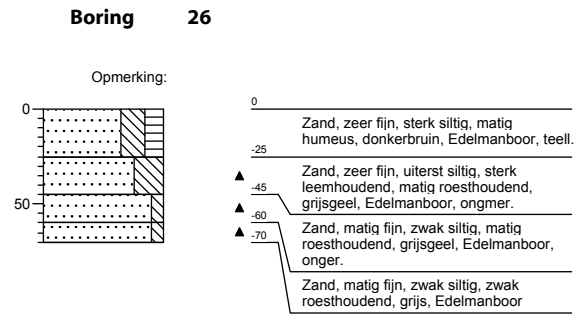 Boring 26
Opmerking:
0
50
0
Zand, zeer fijn, sterk siltig, matig
humeus, donkerbruin, Edelmanboor, teell.
-25
Zand, zeer fijn, uiterst siltig, sterk
leemhoudend, matig roesthoudend,
grijsgeel, Edelmanboor, ongmer.
-45
Zand, matig fijn, zwak siltig, matig
roesthoudend, grijsgeel, Edelmanboor,
onger.
-60
Zand, matig fijn, zwak siltig, zwak
roesthoudend, grijs, Edelmanboor
-70